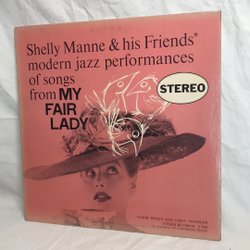 Shelly Manne & his Friends*
modern jazz performances
of songs
from MY
FAIR
LADY
STEREO